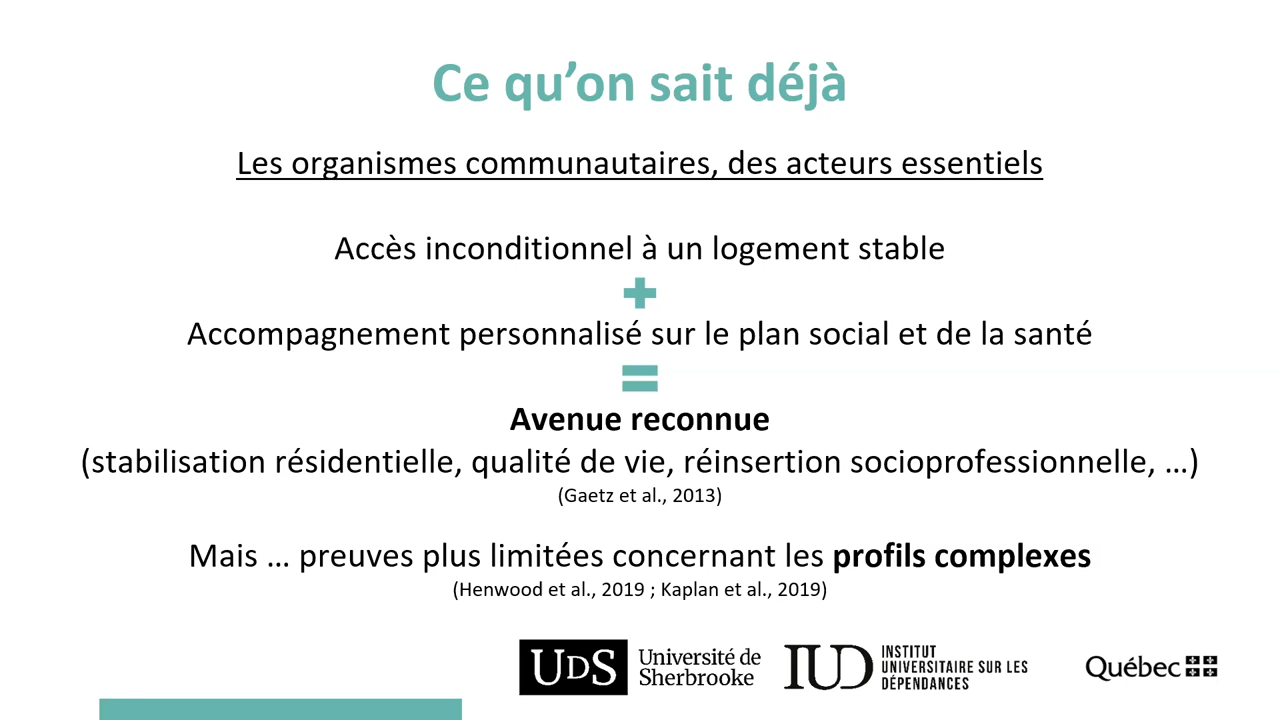 Ce qu’on sait déjà
Les organismes communautaires, des acteurs essentiels
Accès inconditionnel à un logement stable
+
Accompagnement personnalisé sur le plan social et de la santé
=
Avenue reconnue
(stabilisation résidentielle, qualité de vie, réinsertion socioprofessionnelle, …)
(Gaetz et al., 2013)
Mais … preuves plus limitées concernant les profils complexes
(Henwood et al., 2019 ; Kaplan et al., 2019)
UDS Université de
Sherbrooke
IUD INSTITUT
UNIVERSITAIRE SUR LES
DÉPENDANCES
Québec